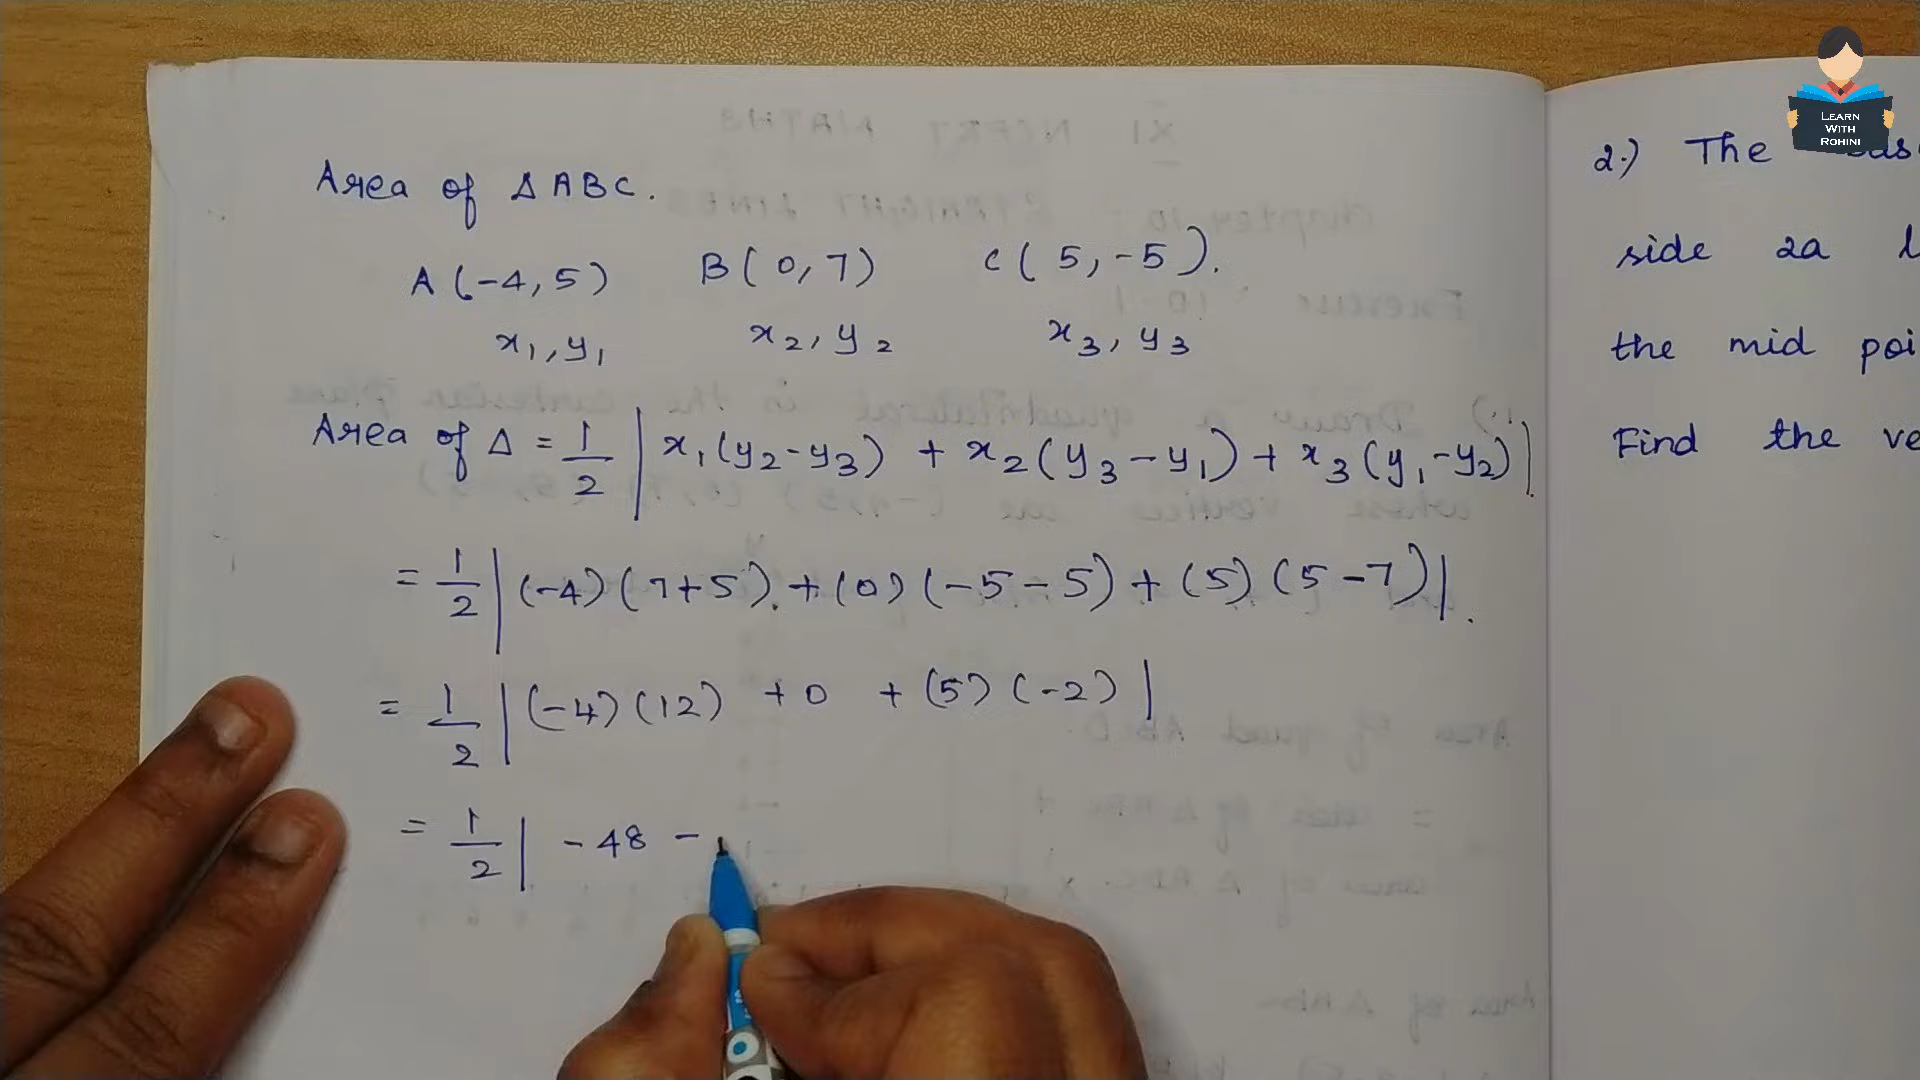 LEARN
WITH
ROHINI
Area of Δ ABC.
A (-4, 5) B ( 0, 7 ) C ( 5, -5 ).
x₁, y₁ x₂, y₂ x₃, y₃
Area of Δ = 1/2 | x₁(y₂-y₃) + x₂(y₃-y₁) + x₃(y₁-y₂) |
= 1/2 | (-4)(7+5) + (0)(-5-5) + (5)(5-7) |.
= 1/2 | (-4)(12) + 0 + (5)(-2) |
= 1/2 | - 48 -
2.) The
side 2a
the mid poi
Find the ve